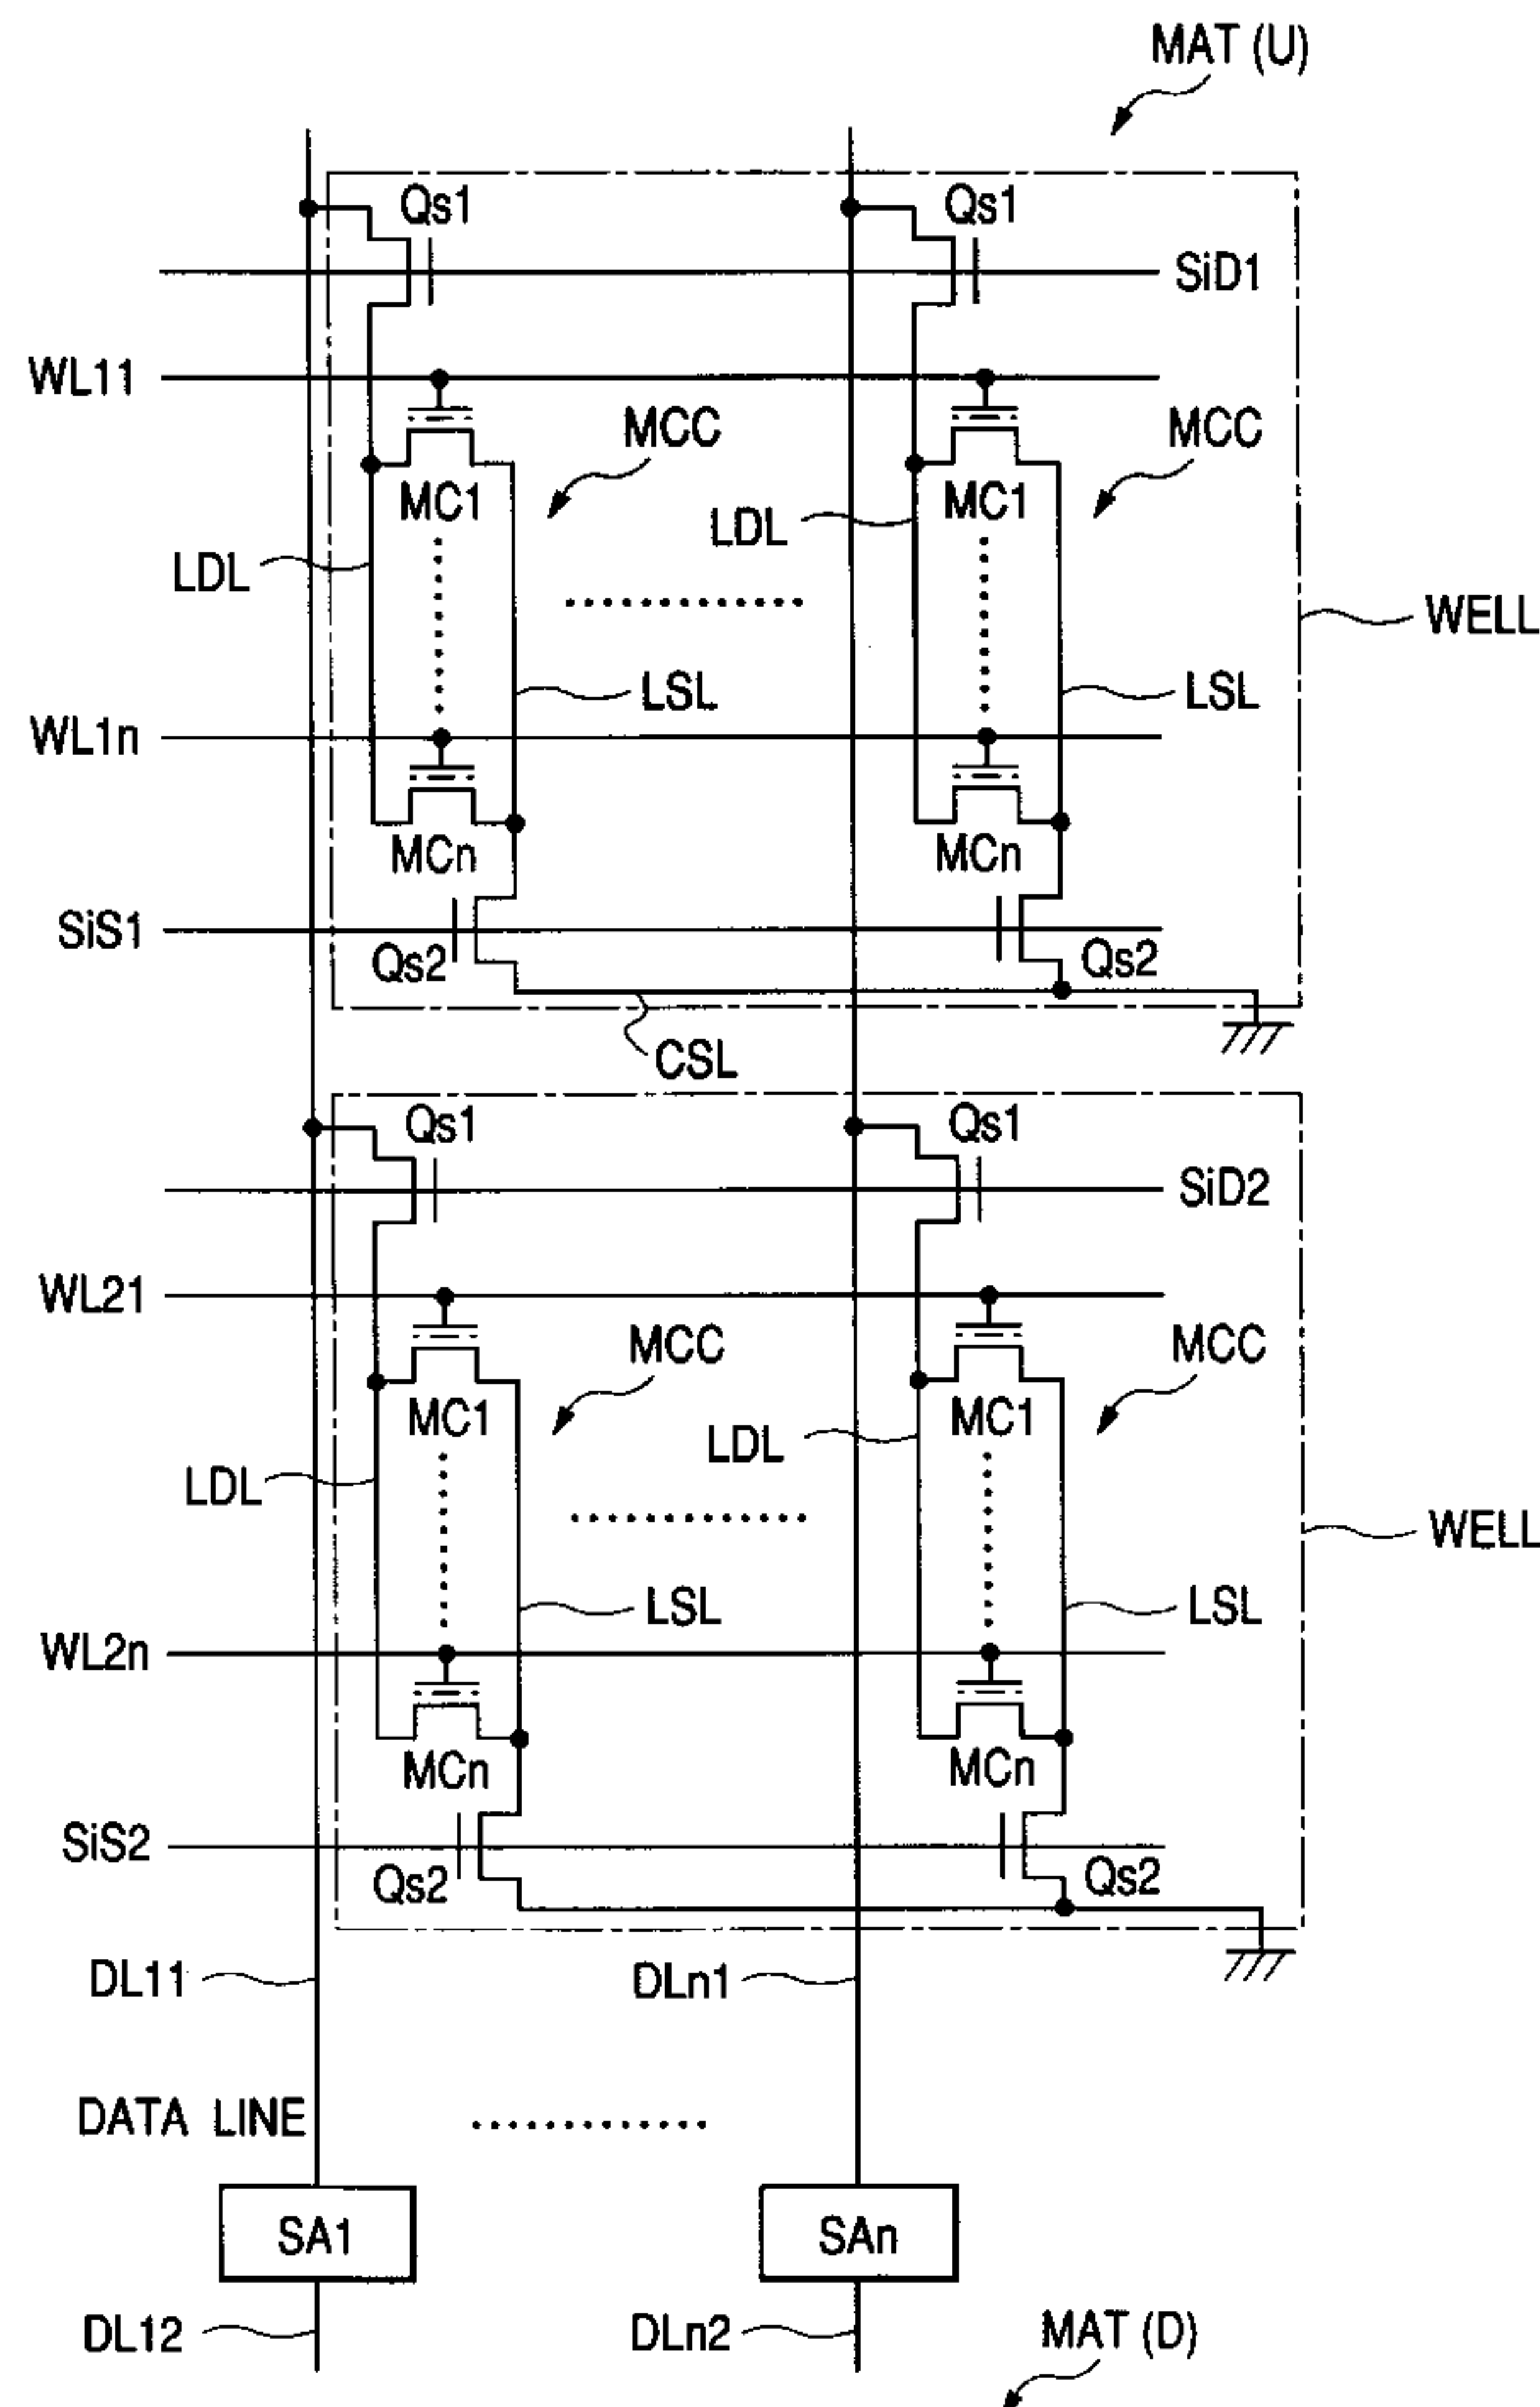 MAT (U)
Qs1 Qs1
SiD1
WL11
MCC MCC
MC1 MC1
LDL LDL
WELL
LSL LSL
WL1n
MCn MCn
SiS1
Qs2 Qs2
CSL
Qs1 Qs1
SiD2
WL21
MCC MCC
MC1 MC1
LDL LDL
WELL
LSL LSL
WL2n
MCn MCn
SiS2
Qs2 Qs2
DL11 DLn1
DATA LINE
SA1 SAn
DL12 DLn2
MAT (D)